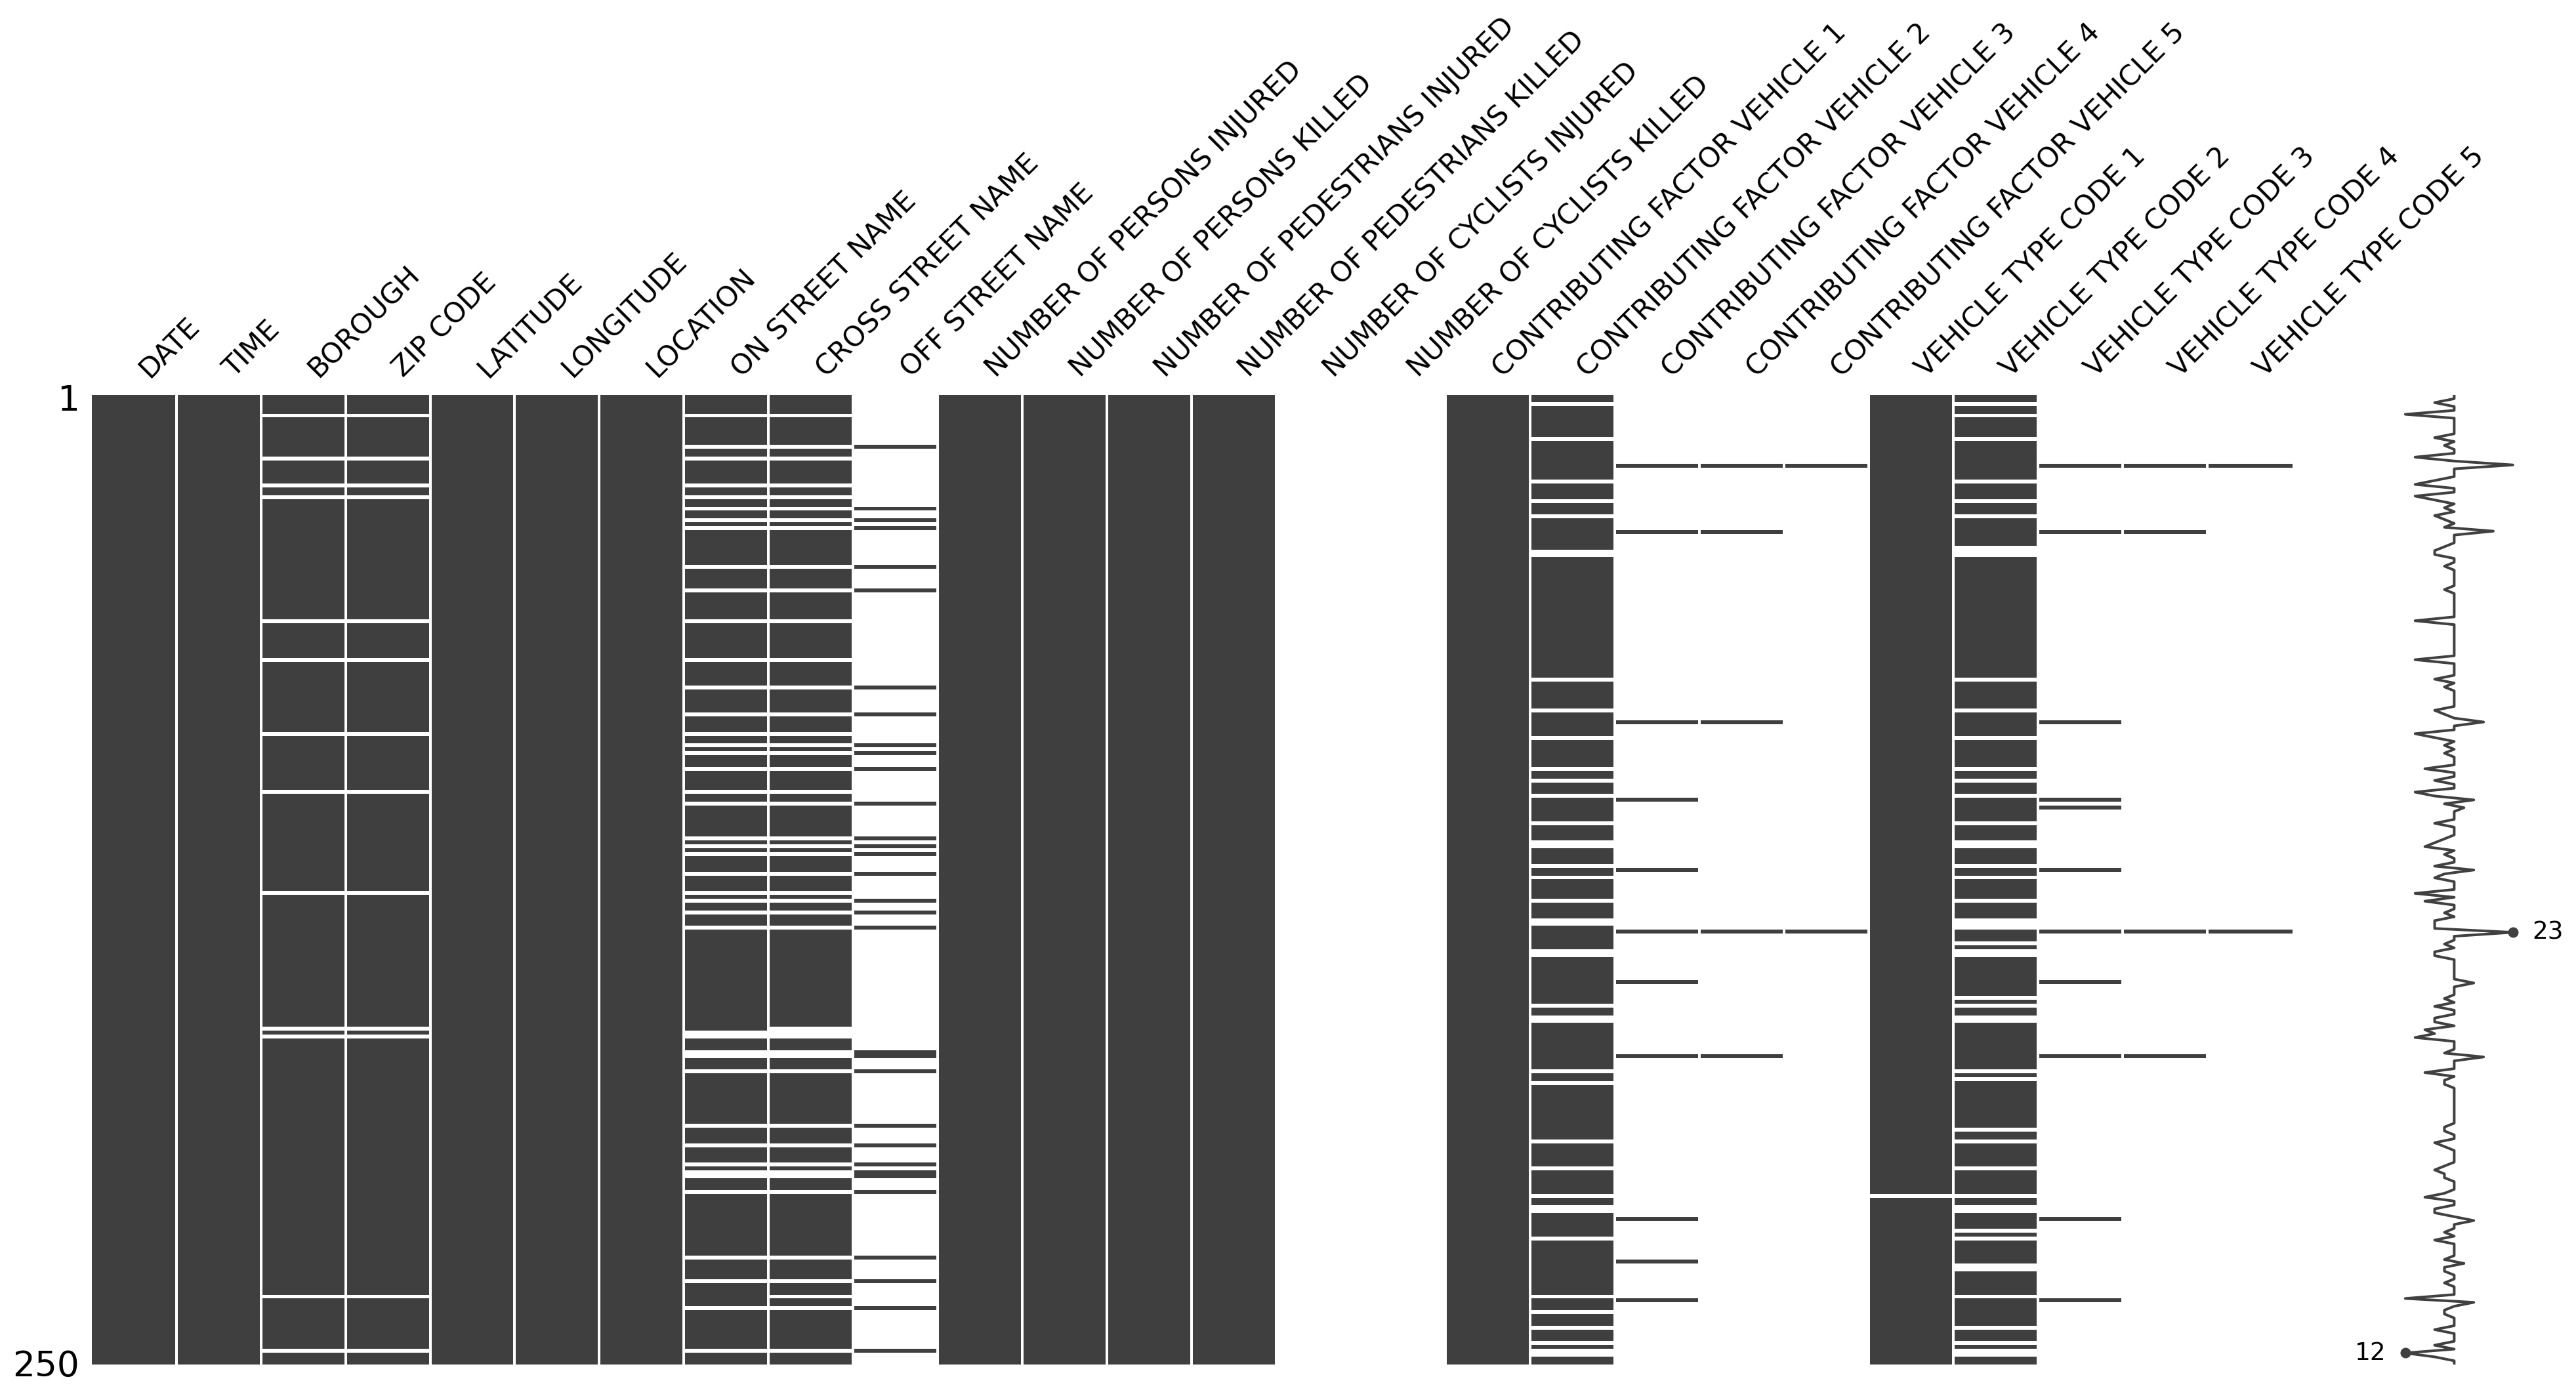 DATE
TIME
BOROUGH
ZIP CODE
LATITUDE
LONGITUDE
LOCATION
ON STREET NAME
CROSS STREET NAME
OFF STREET NAME
NUMBER OF PERSONS INJURED
NUMBER OF PERSONS KILLED
NUMBER OF PEDESTRIANS INJURED
NUMBER OF PEDESTRIANS KILLED
NUMBER OF CYCLISTS INJURED
NUMBER OF CYCLISTS KILLED
CONTRIBUTING FACTOR VEHICLE 1
CONTRIBUTING FACTOR VEHICLE 2
CONTRIBUTING FACTOR VEHICLE 3
CONTRIBUTING FACTOR VEHICLE 4
CONTRIBUTING FACTOR VEHICLE 5
VEHICLE TYPE CODE 1
VEHICLE TYPE CODE 2
VEHICLE TYPE CODE 3
VEHICLE TYPE CODE 4
VEHICLE TYPE CODE 5
1
23
12
250